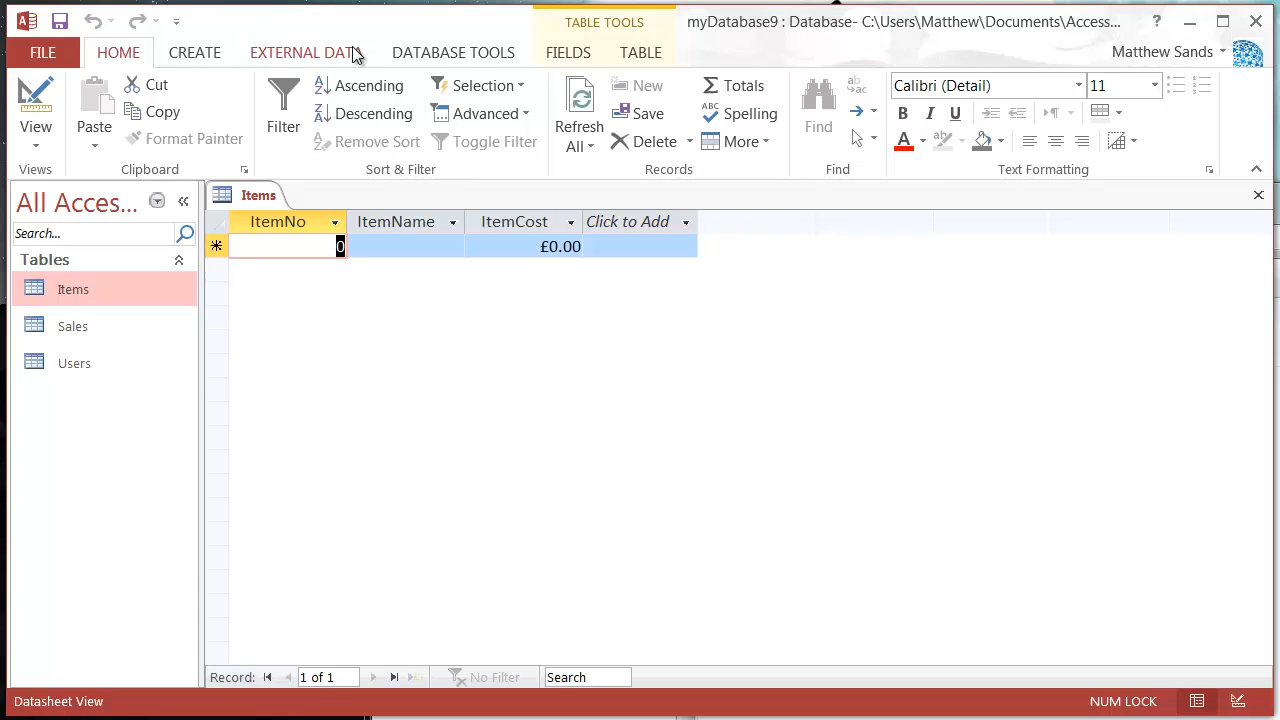 TABLE TOOLS
myDatabase9 : Database- C:\Users\Matthew\Documents\Access...
?
FILE HOME CREATE EXTERNAL DATA DATABASE TOOLS FIELDS TABLE
Matthew Sands
View
Views
Paste
Cut
Copy
Format Painter
Clipboard
Filter
Ascending
Descending
Remove Sort
Selection
Advanced
Toggle Filter
Sort & Filter
Refresh
All
New
Save
Delete
Totals
Spelling
More
Records
Find
Find
Calibri (Detail) 11
B I U
A
Text Formatting
All Acces...
Search...
Tables
Items
Sales
Users
Items
ItemNo ItemName ItemCost Click to Add
0 £0.00
Record: 1 of 1 No Filter Search
Datasheet View
NUM LOCK